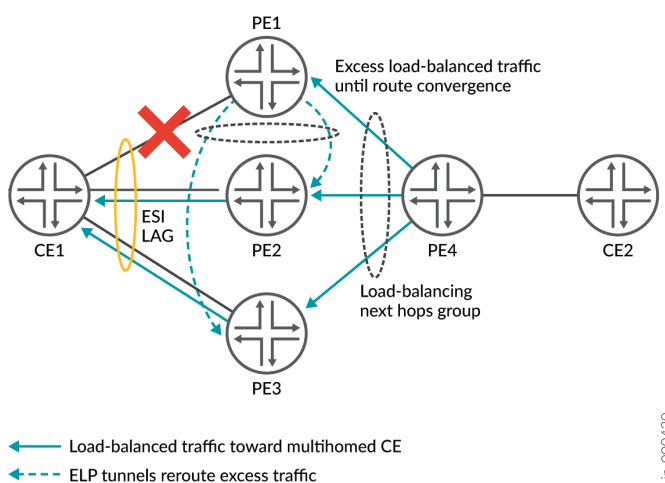 PE1
Excess load-balanced traffic
until route convergence
ESI
LAG
CE1
PE2
PE4
CE2
Load-balancing
next hops group
PE3
Load-balanced traffic toward multihomed CE
ELP tunnels reroute excess traffic